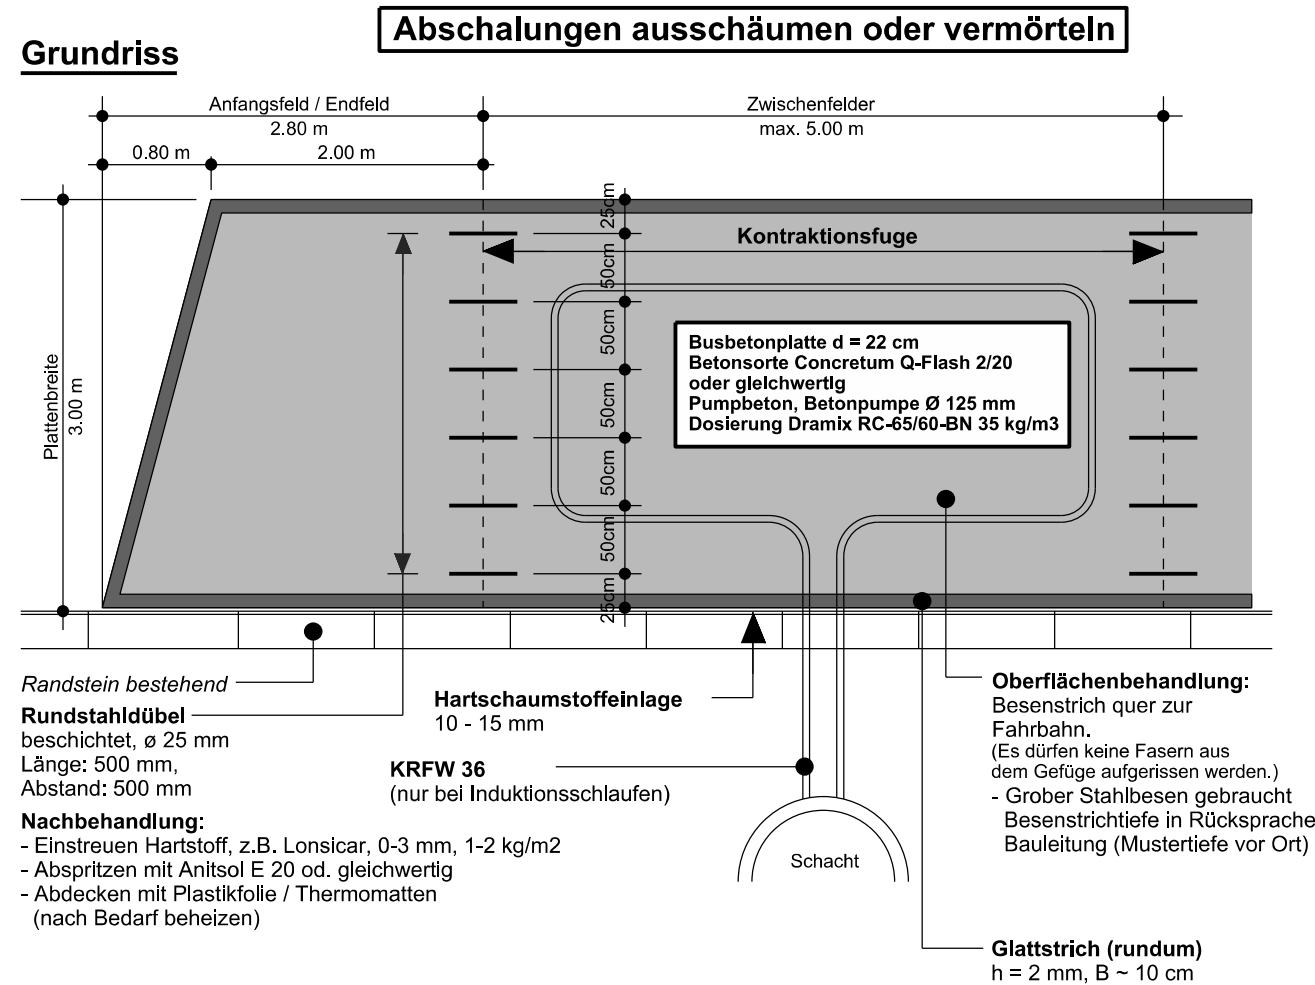 Abschalungen ausschäumen oder vermörteln
Grundriss
Anfangsfeld / Endfeld
2.80 m
0.80 m
2.00 m
Zwischenfelder
max. 5.00 m
Plattenbreite
3.00 m
25cm
50cm
50cm
50cm
50cm
50cm
25cm
Kontraktionsfuge
Busbetonplatte d = 22 cm
Betonsorte Concretum Q-Flash 2/20
oder gleichwertig
Pumpbeton, Betonpumpe Ø 125 mm
Dosierung Dramix RC-65/60-BN 35 kg/m3
Randstein bestehend
Rundstahldübel
beschichtet, ø 25 mm
Länge: 500 mm,
Abstand: 500 mm
Nachbehandlung:
- Einstreuen Hartstoff, z.B. Lonsicar, 0-3 mm, 1-2 kg/m2
- Abspritzen mit Anitsol E 20 od. gleichwertig
- Abdecken mit Plastikfolie / Thermomatten
(nach Bedarf beheizen)
Hartschaumstoffeinlage
10 - 15 mm
KRFW 36
(nur bei Induktionsschlaufen)
Schacht
Oberflächenbehandlung:
Besenstrich quer zur
Fahrbahn.
(Es dürfen keine Fasern aus
dem Gefüge aufgerissen werden.)
- Grober Stahlbesen gebraucht
Besenstrichtiefe in Rücksprache
Bauleitung (Mustertiefe vor Ort)
Glattstrich (rundum)
h = 2 mm, B ~ 10 cm